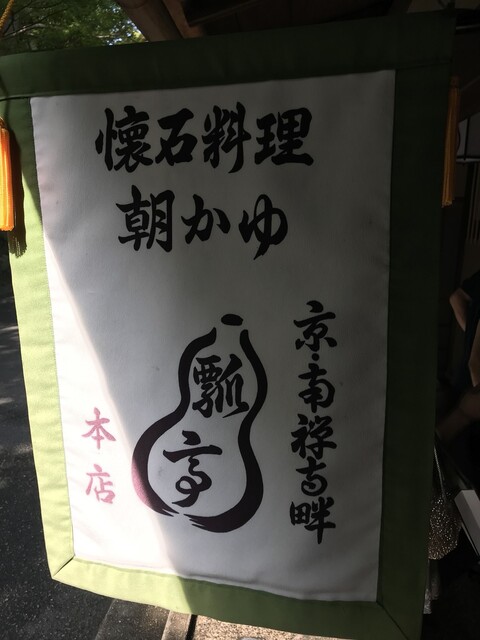 懐石料理
朝かゆ
京・南禅寺畔
瓢亭
本店